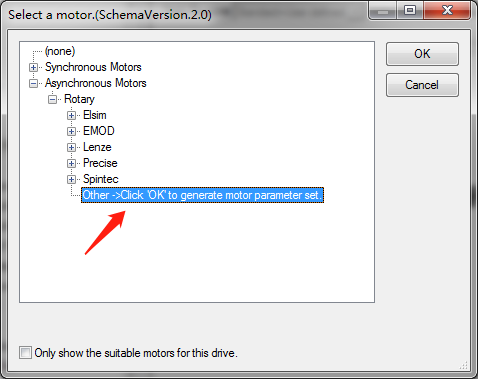 Select a motor.(SchemaVersion.2.0)
(none)
OK
Synchronous Motors
Asynchronous Motors
Cancel
Rotary
Elsim
EMOD
Lenze
Precise
Spintec
Other ->Click 'OK' to generate motor parameter set.
Only show the suitable motors for this drive.